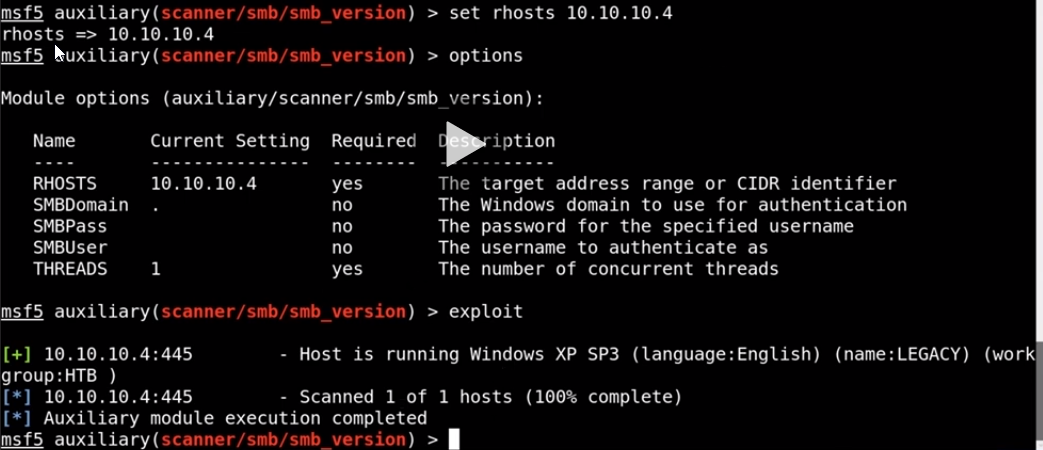 msf5 auxiliary(scanner/smb/smb_version) > set rhosts 10.10.10.4
rhosts => 10.10.10.4
msf5 auxiliary(scanner/smb/smb_version) > options
Module options (auxiliary/scanner/smb/smb_version):
Name Current Setting Required Description
---- --------------- -------- -----------
RHOSTS 10.10.10.4 yes The target address range or CIDR identifier
SMBDomain . no The Windows domain to use for authentication
SMBPass no The password for the specified username
SMBUser no The username to authenticate as
THREADS 1 yes The number of concurrent threads
msf5 auxiliary(scanner/smb/smb_version) > exploit
[+] 10.10.10.4:445 - Host is running Windows XP SP3 (language:English) (name:LEGACY) (work
group:HTB )
[*] 10.10.10.4:445 - Scanned 1 of 1 hosts (100% complete)
[*] Auxiliary module execution completed
msf5 auxiliary(scanner/smb/smb_version) >